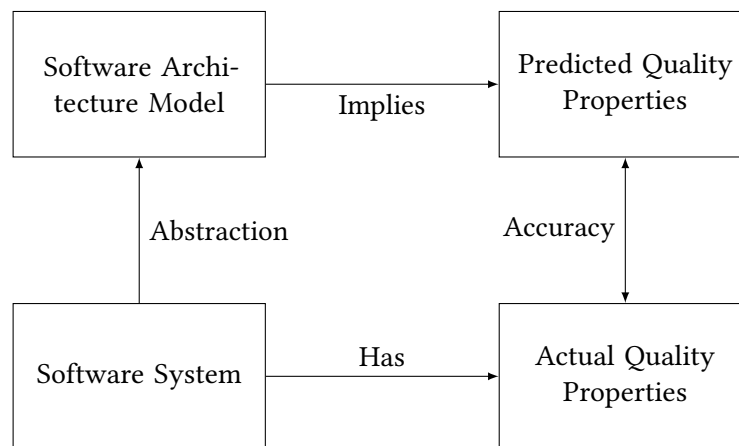 Software Archi-
tecture Model
Implies
Predicted Quality
Properties
Abstraction
Accuracy
Software System
Has
Actual Quality
Properties